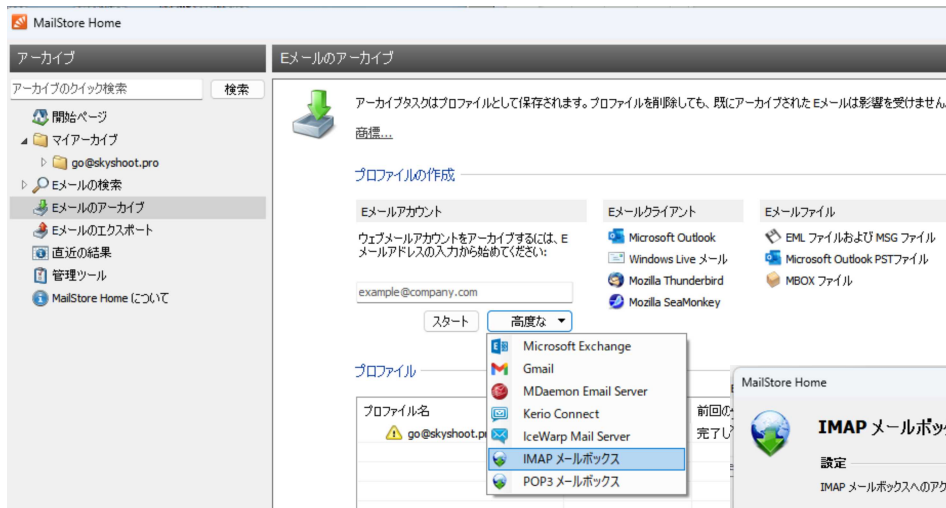 MailStore Home
アーカイブ
Eメールのアーカイブ
アーカイブのクイック検索
検索
開始ページ
マイアーカイブ
go@skyshoot.pro
Eメールの検索
Eメールのアーカイブ
Eメールのエクスポート
直近の結果
管理ツール
MailStore Home について
アーカイブタスクはプロファイルとして保存されます。プロファイルを削除しても、既にアーカイブされた Eメールは影響を受けません
商標...
プロファイルの作成
Eメールアカウント
ウェブメールアカウントをアーカイブするには、E
メールアドレスの入力から始めてください:
example@company.com
スタート
高度な
Eメールクライアント
Microsoft Outlook
Windows Live メール
Mozilla Thunderbird
Mozilla SeaMonkey
Eメールファイル
EML ファイルおよび MSG ファイル
Microsoft Outlook PSTファイル
MBOX ファイル
Microsoft Exchange
Gmail
MDaemon Email Server
Kerio Connect
IceWarp Mail Server
IMAP メールボックス
POP3 メールボックス
プロファイル
プロファイル名
前回の
go@skyshoot.p
完了し
MailStore Home
IMAP メールボッ
設定
IMAP メールボックスへのアク